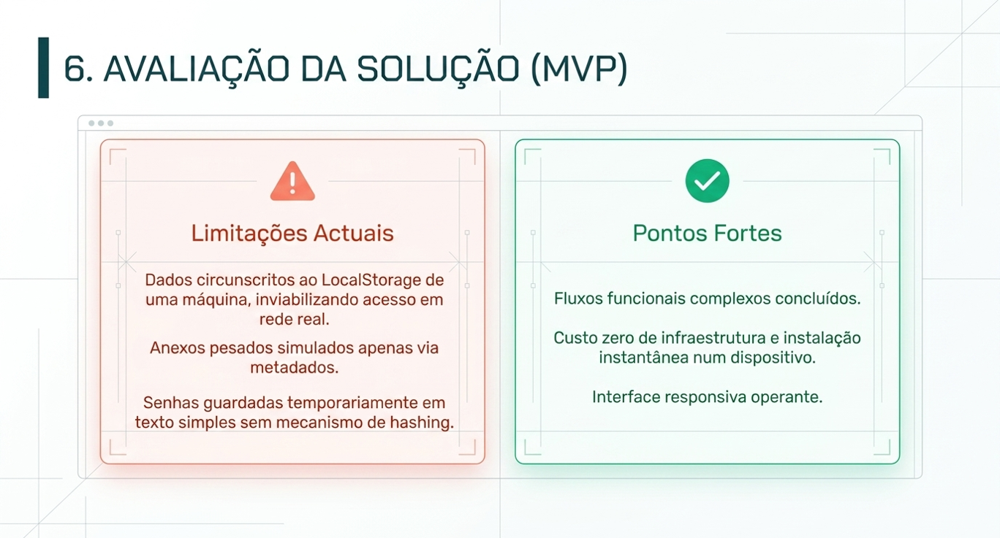 6. AVALIAÇÃO DA SOLUÇÃO (MVP)
Limitações Actuais
Dados circunscritos ao LocalStorage de
uma máquina, inviabilizando acesso em
rede real.
Anexos pesados simulados apenas via
metadados.
Senhas guardadas temporariamente em
texto simples sem mecanismo de hashing.
Pontos Fortes
Fluxos funcionais complexos concluídos.
Custo zero de infraestrutura e instalação
instantânea num dispositivo.
Interface responsiva operante.